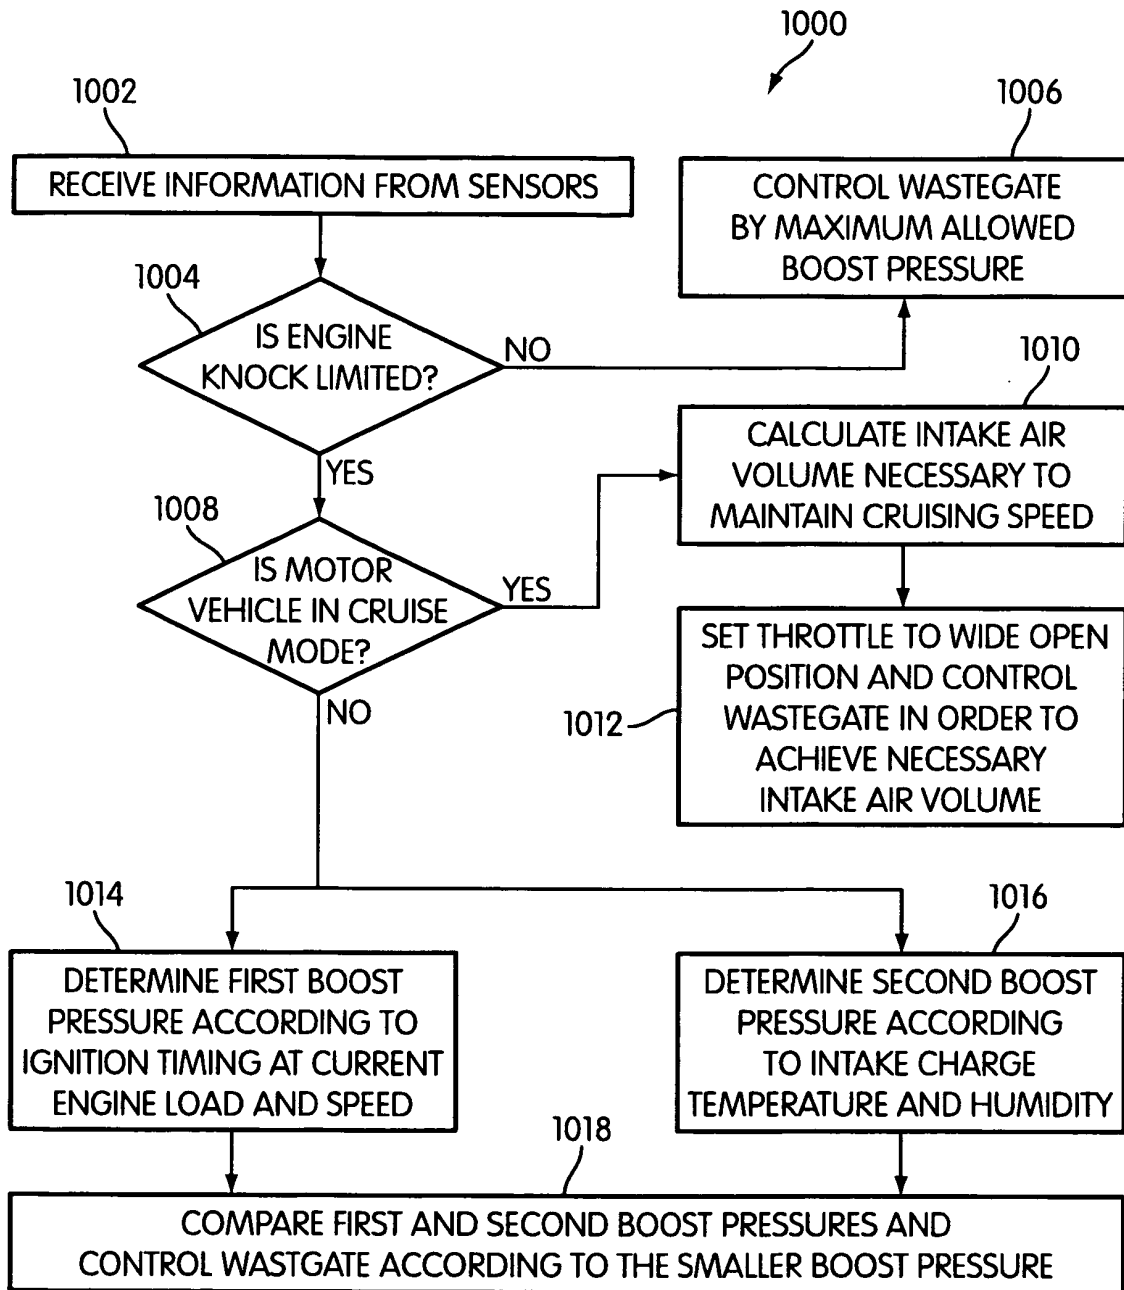 1000
1002
RECEIVE INFORMATION FROM SENSORS
1006
CONTROL WASTEGATE
BY MAXIMUM ALLOWED
BOOST PRESSURE
1004
IS ENGINE
KNOCK LIMITED?
NO
YES
1010
CALCULATE INTAKE AIR
VOLUME NECESSARY TO
MAINTAIN CRUISING SPEED
1008
IS MOTOR
VEHICLE IN CRUISE
MODE?
YES
NO
1012
SET THROTTLE TO WIDE OPEN
POSITION AND CONTROL
WASTEGATE IN ORDER TO
ACHIEVE NECESSARY
INTAKE AIR VOLUME
1014
DETERMINE FIRST BOOST
PRESSURE ACCORDING TO
IGNITION TIMING AT CURRENT
ENGINE LOAD AND SPEED
1016
DETERMINE SECOND BOOST
PRESSURE ACCORDING
TO INTAKE CHARGE
TEMPERATURE AND HUMIDITY
1018
COMPARE FIRST AND SECOND BOOST PRESSURES AND
CONTROL WASTGATE ACCORDING TO THE SMALLER BOOST PRESSURE